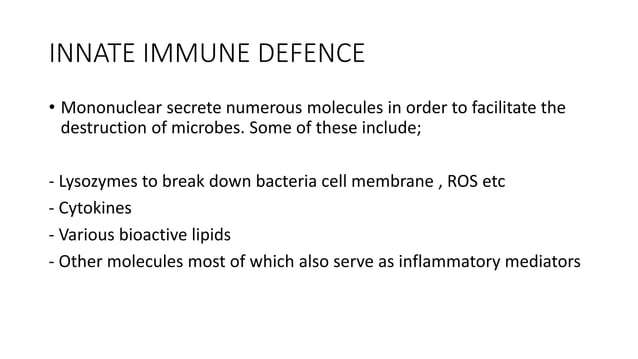 INNATE IMMUNE DEFENCE
• Mononuclear secrete numerous molecules in order to facilitate the
destruction of microbes. Some of these include;
- Lysozymes to break down bacteria cell membrane , ROS etc
- Cytokines
- Various bioactive lipids
- Other molecules most of which also serve as inflammatory mediators